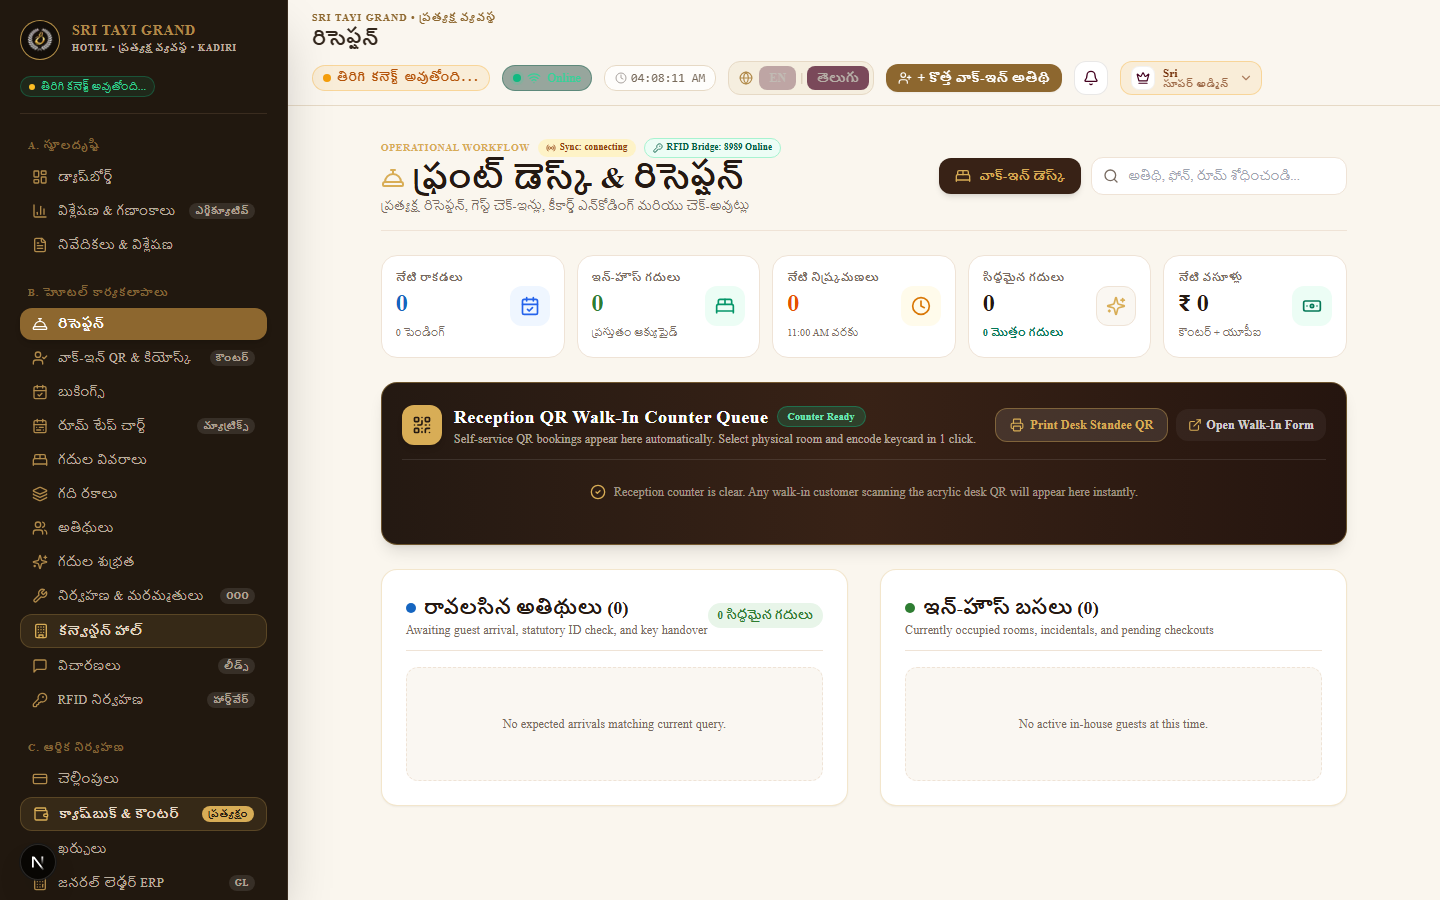 SRI TAYI GRAND
HOTEL • ప్రత్యక్ష వ్యవస్థ • KADIRI
తిరిగి కనెక్ట్ అవుతోంది...
A. స్థూలదృష్టి
డ్యాష్‌బోర్డ్
విశ్లేషణ & గణాంకాలు
ఎగ్జిక్యూటివ్
నివేదికలు & విశ్లేషణ
B. హోటల్ కార్యకలాపాలు
రిసెప్షన్
వాక్-ఇన్ QR & కియోస్క్
కౌంటర్
బుకింగ్స్
రూమ్ టేప్ చార్ట్
మ్యాట్రిక్స్
గదుల వివరాలు
గది రకాలు
అతిథులు
గదుల శుభ్రత
నిర్వహణ & మరమ్మతులు
OOO
కన్వెన్షన్ హాల్
విచారణలు
లీడ్స్
RFID నిర్వహణ
హార్డ్‌వేర్
C. ఆర్థిక నిర్వహణ
చెల్లింపులు
క్యాష్‌బుక్ & కౌంటర్
ప్రత్యక్షం
ఖర్చులు
జనరల్ లెడ్జర్ ERP
GL
SRI TAYI GRAND • ప్రత్యక్ష వ్యవస్థ
రిసెప్షన్
తిరిగి కనెక్ట్ అవుతోంది...
04:08:11 AM
EN | తెలుగు
+ కొత్త వాక్-ఇన్ అతిథి
Sri
సూపర్ అడ్మిన్
OPERATIONAL WORKFLOW
Sync: connecting
RFID Bridge: 8989 Online
ఫ్రంట్ డెస్క్ & రిసెప్షన్
ప్రత్యక్ష రిసెప్షన్, గెస్ట్ చెక్-ఇన్లు, కీకార్డ్ ఎన్‌కోడింగ్ మరియు చెక్-అవుట్లు
వాక్-ఇన్ డెస్క్
అతిథి, ఫోన్, రూమ్ శోధించండి...
నేటి రాకడలు
0
0 పెండింగ్
ఇన్-హౌస్ గదులు
0
ప్రస్తుతం ఆక్యుపైడ్
నేటి నిష్క్రమణలు
0
11:00 AM వరకు
సిద్ధమైన గదులు
0
0 మొత్తం గదులు
నేటి వసూళ్లు
₹ 0
కౌంటర్ + యూపీఐ
Reception QR Walk-In Counter Queue
Counter Ready
Self-service QR bookings appear here automatically. Select physical room and encode keycard in 1 click.
Print Desk Standee QR
Open Walk-In Form
Reception counter is clear. Any walk-in customer scanning the acrylic desk QR will appear here instantly.
రావలసిన అతిథులు (0)
Awaiting guest arrival, statutory ID check, and key handover
0 సిద్ధమైన గదులు
No expected arrivals matching current query.
ఇన్-హౌస్ బసలు (0)
Currently occupied rooms, incidentals, and pending checkouts
No active in-house guests at this time.